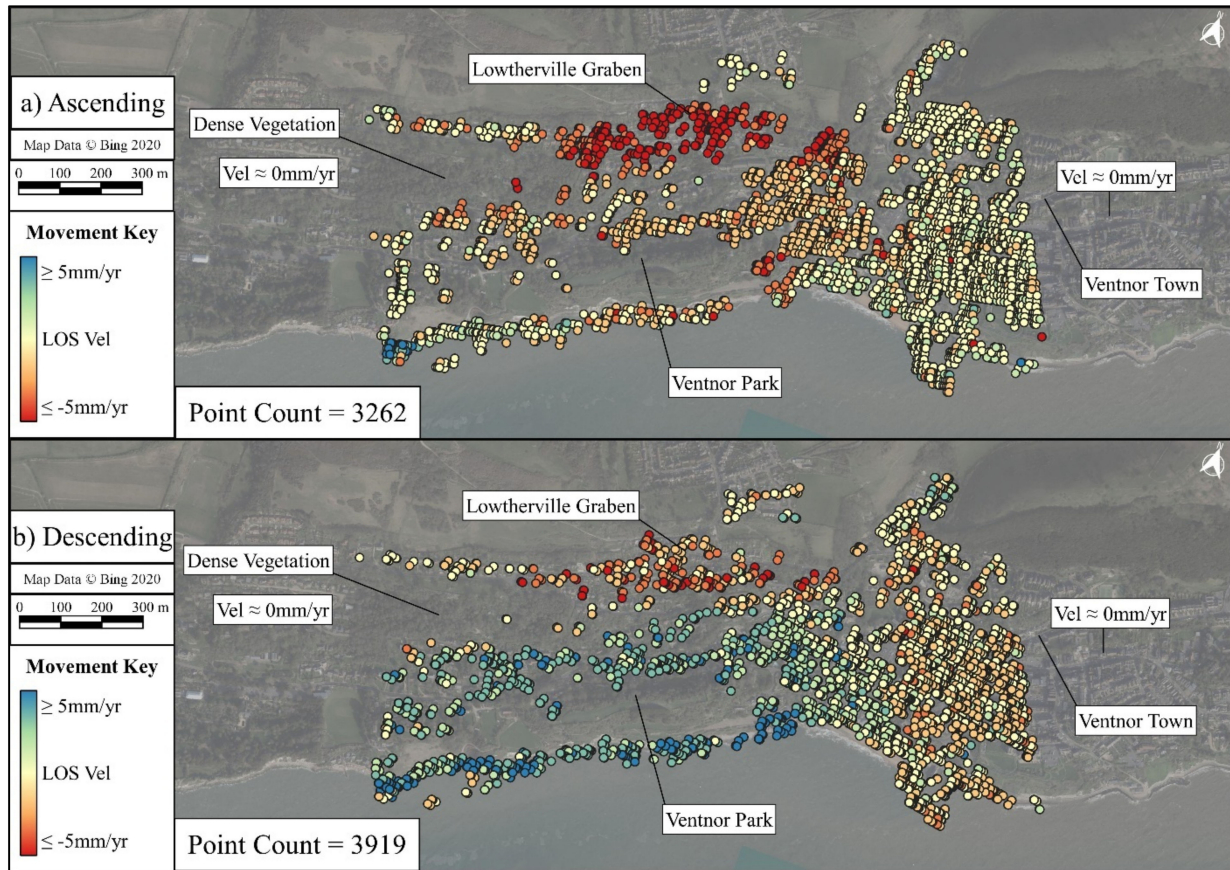 a) Ascending
Map Data © Bing 2020
0 100 200 300 m
Movement Key
≥ 5mm/yr
LOS Vel
≤ -5mm/yr
Lowtherville Graben
Dense Vegetation
Vel ≈ 0mm/yr
Vel ≈ 0mm/yr
Ventnor Town
Ventnor Park
Point Count = 3262
b) Descending
Map Data © Bing 2020
0 100 200 300 m
Movement Key
≥ 5mm/yr
LOS Vel
≤ -5mm/yr
Lowtherville Graben
Dense Vegetation
Vel ≈ 0mm/yr
Vel ≈ 0mm/yr
Ventnor Town
Ventnor Park
Point Count = 3919